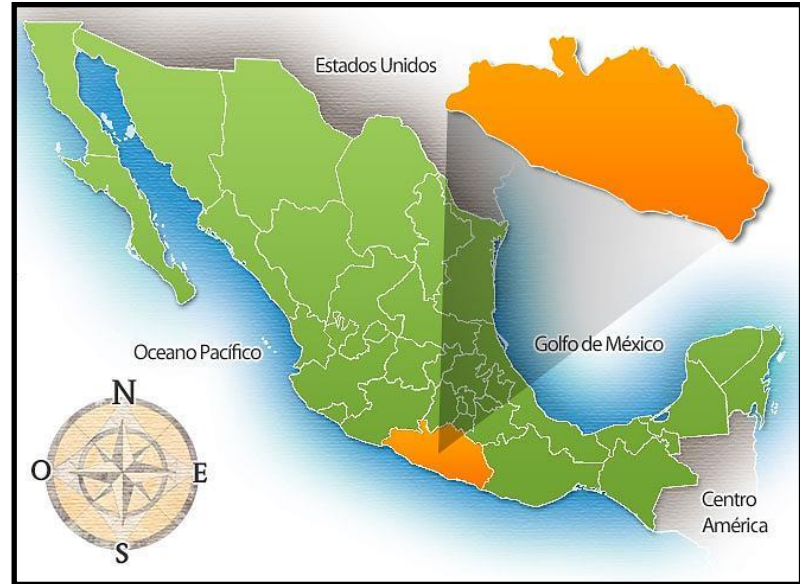 Estados Unidos
Golfo de México
Oceano Pacífico
N
O
E
S
Centro
América